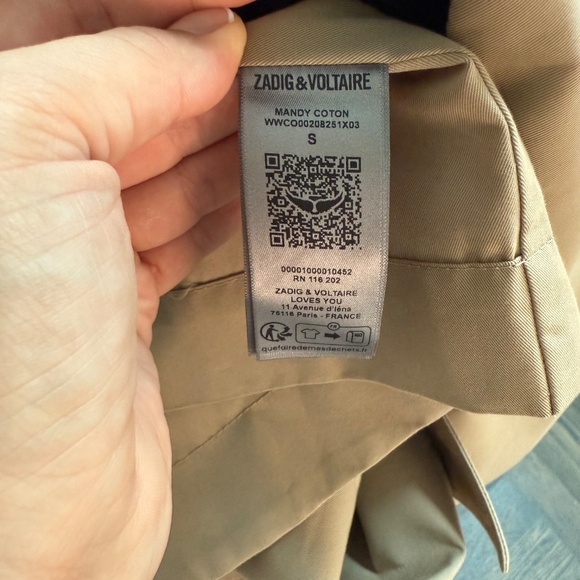 ZADIG&VOLTAIRE
MANDY COTON
WWCO00208251X03
S
00001000010452
RN 116 202
ZADIG & VOLTAIRE
LOVES YOU
11 Avenue d'Iéna
75116 Paris - FRANCE
FR
quefairedemesdechets.fr